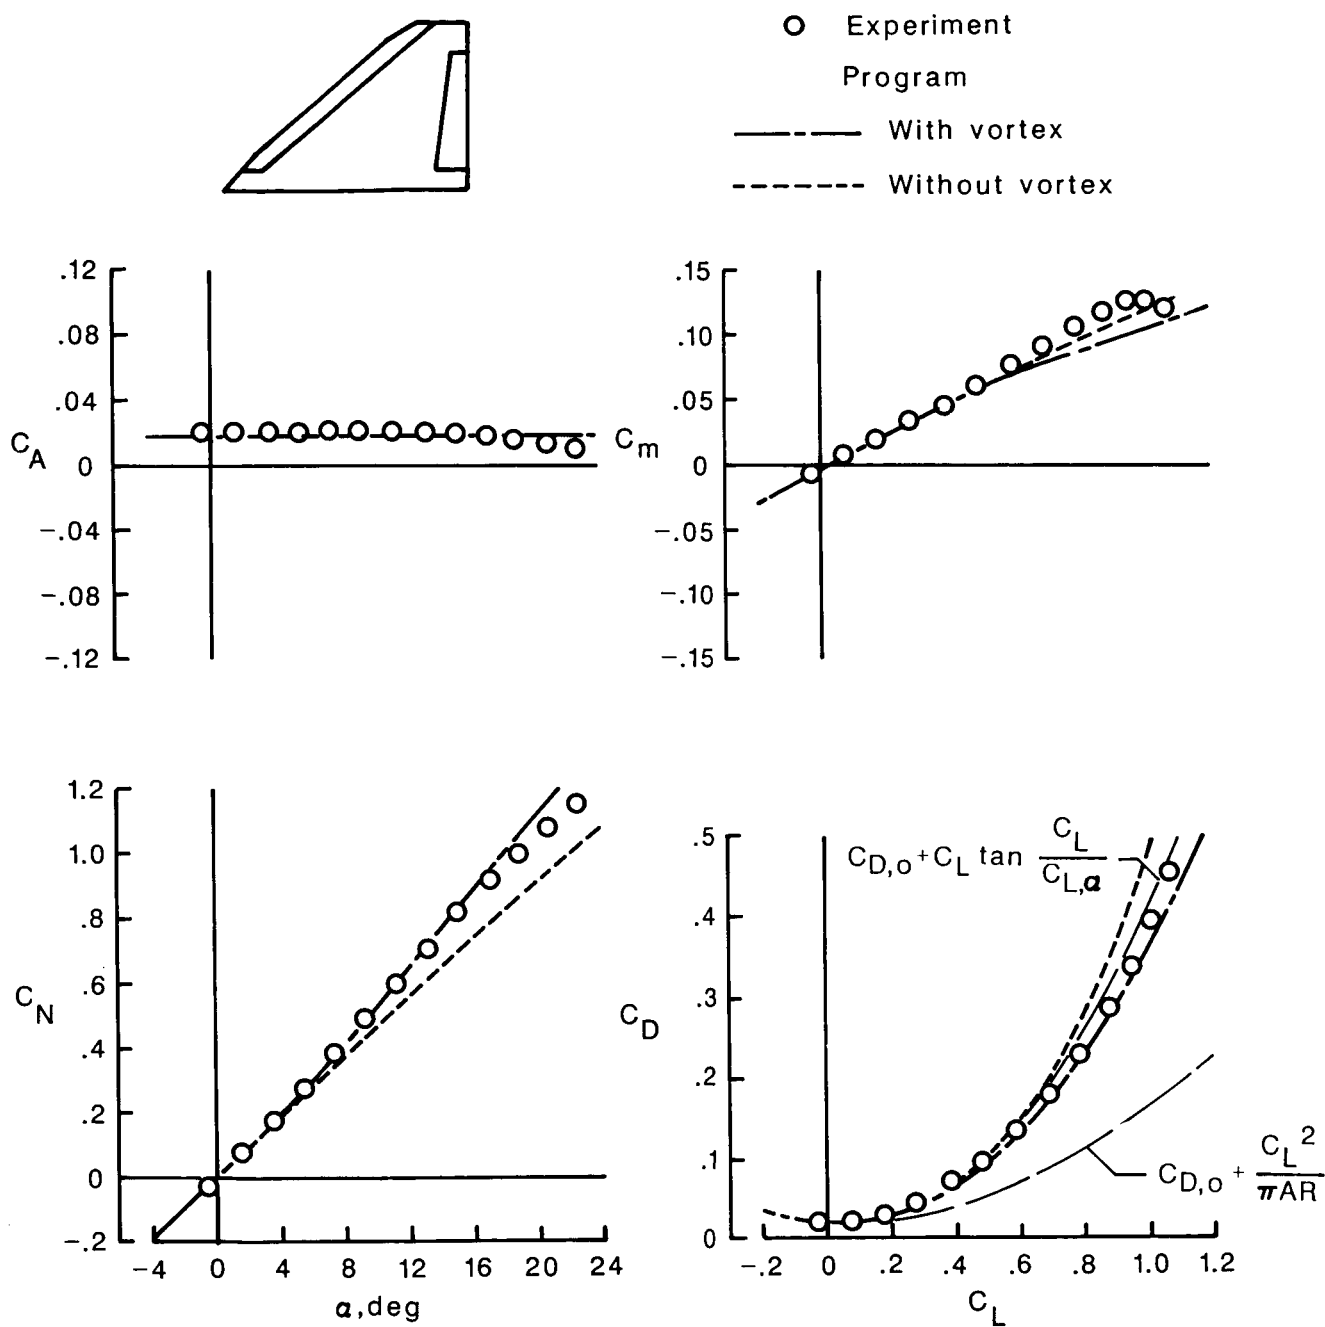 Experiment
Program
With vortex
Without vortex
.12
.08
.04
0
-.04
-.08
-.12
C_A
.15
.10
.05
0
-.05
-.10
-.15
C_m
1.2
1.0
.8
.6
.4
.2
0
-.2
C_N
-4 0 4 8 12 16 20 24
α,deg
.5
.4
.3
.2
.1
0
C_D
C_D,o + C_L tan C_L / C_L,α
C_D,o + C_L^2 / πAR
-.2 0 .2 .4 .6 .8 1.0 1.2
C_L